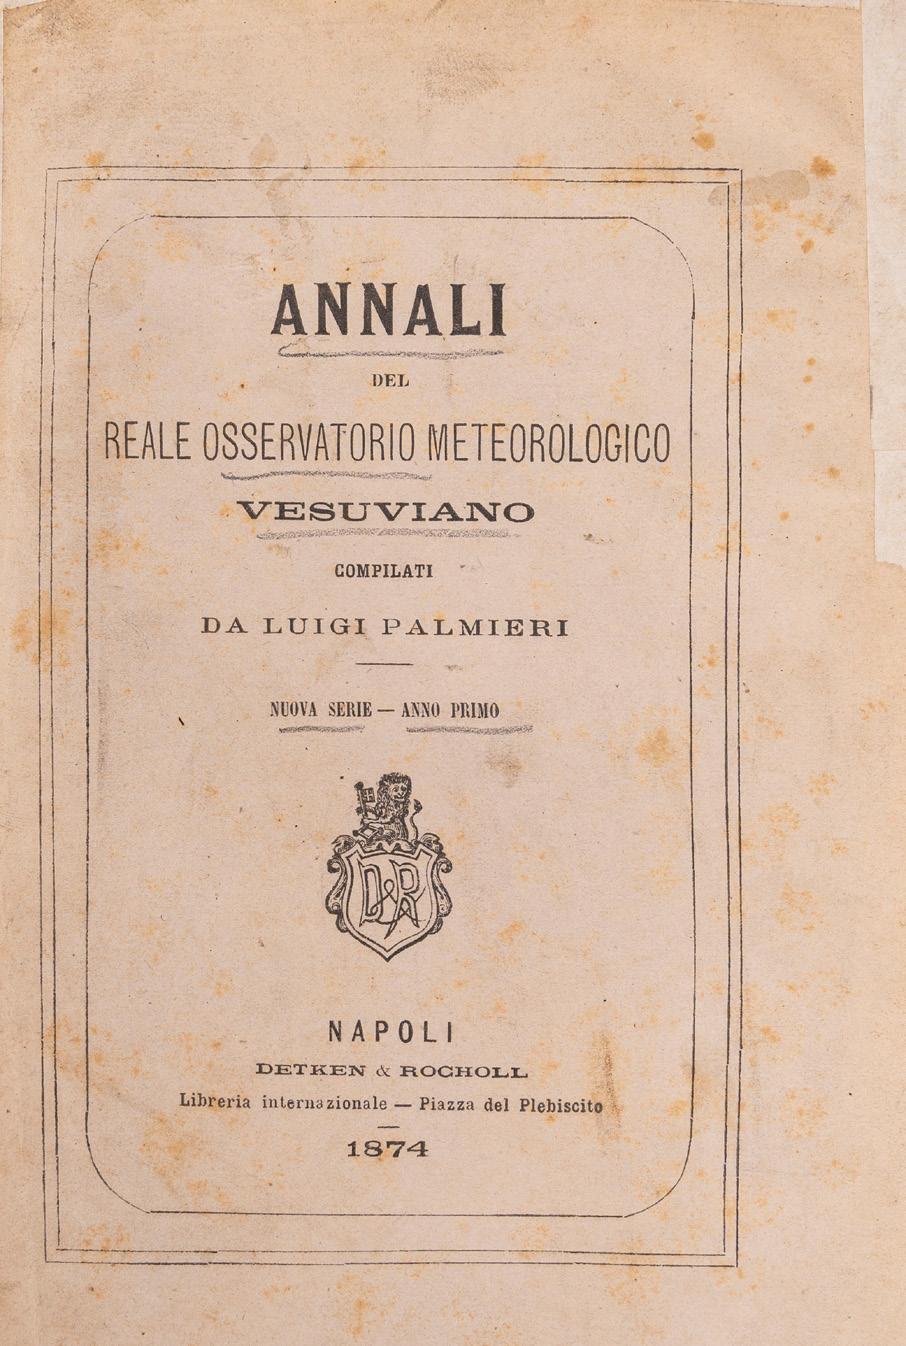 ANNALI
DEL
REALE OSSERVATORIO METEOROLOGICO
VESUVIANO
COMPILATI
DA LUIGI PALMIERI
NUOVA SERIE — ANNO PRIMO
D&R
NAPOLI
DETKEN & ROCHOLL
Libreria internazionale — Piazza del Plebiscito
1874